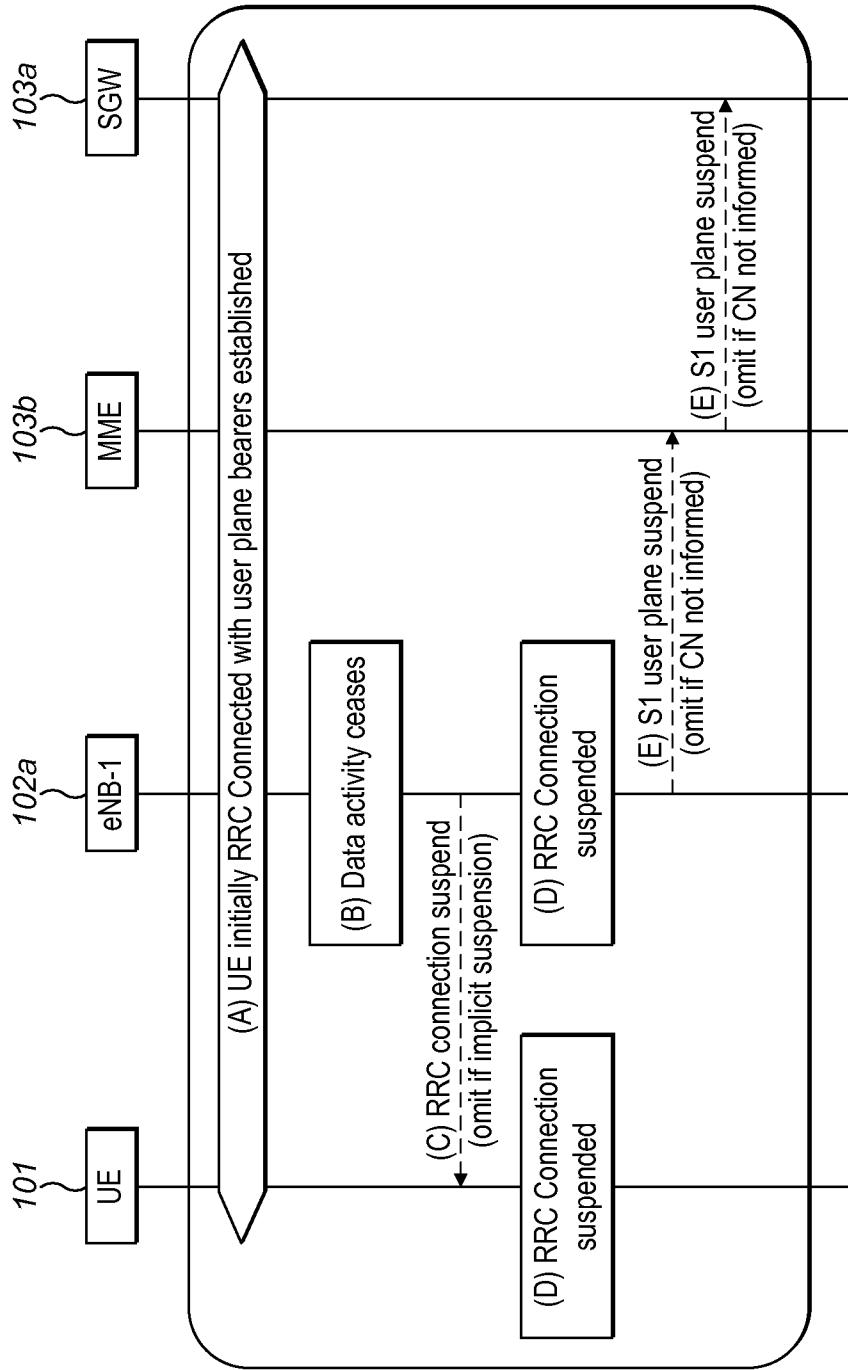 101
102a
103b
103a
UE
eNB-1
MME
SGW
(A) UE initially RRC Connected with user plane bearers established
(B) Data activity ceases
(C) RRC connection suspend
(omit if implicit suspension)
(D) RRC Connection
suspended
(D) RRC Connection
suspended
(E) S1 user plane suspend
(omit if CN not informed)
(E) S1 user plane suspend
(omit if CN not informed)